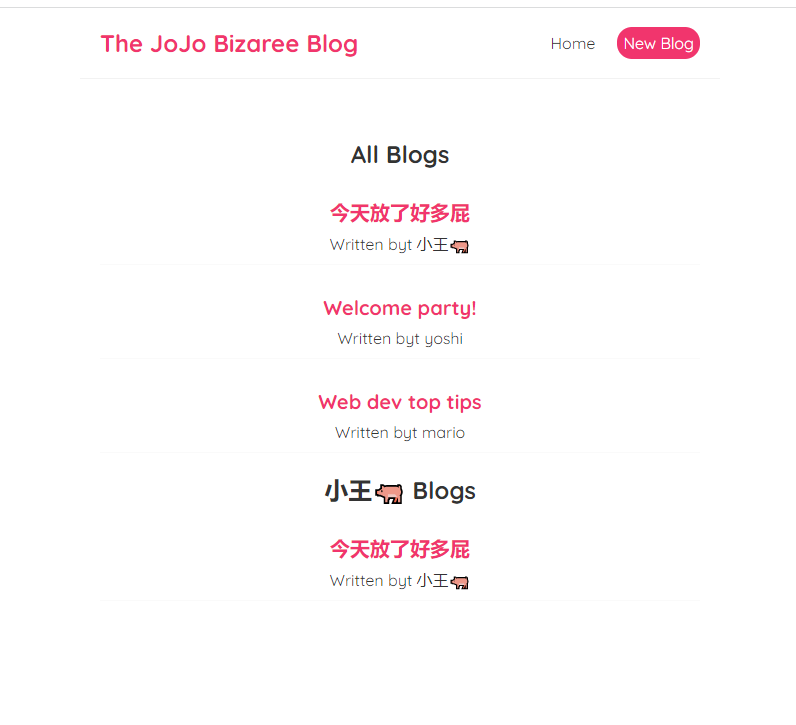 The JoJo Bizaree Blog
Home
New Blog
All Blogs
今天放了好多屁
Written byt 小王🐖
Welcome party!
Written byt yoshi
Web dev top tips
Written byt mario
小王🐖 Blogs
今天放了好多屁
Written byt 小王🐖